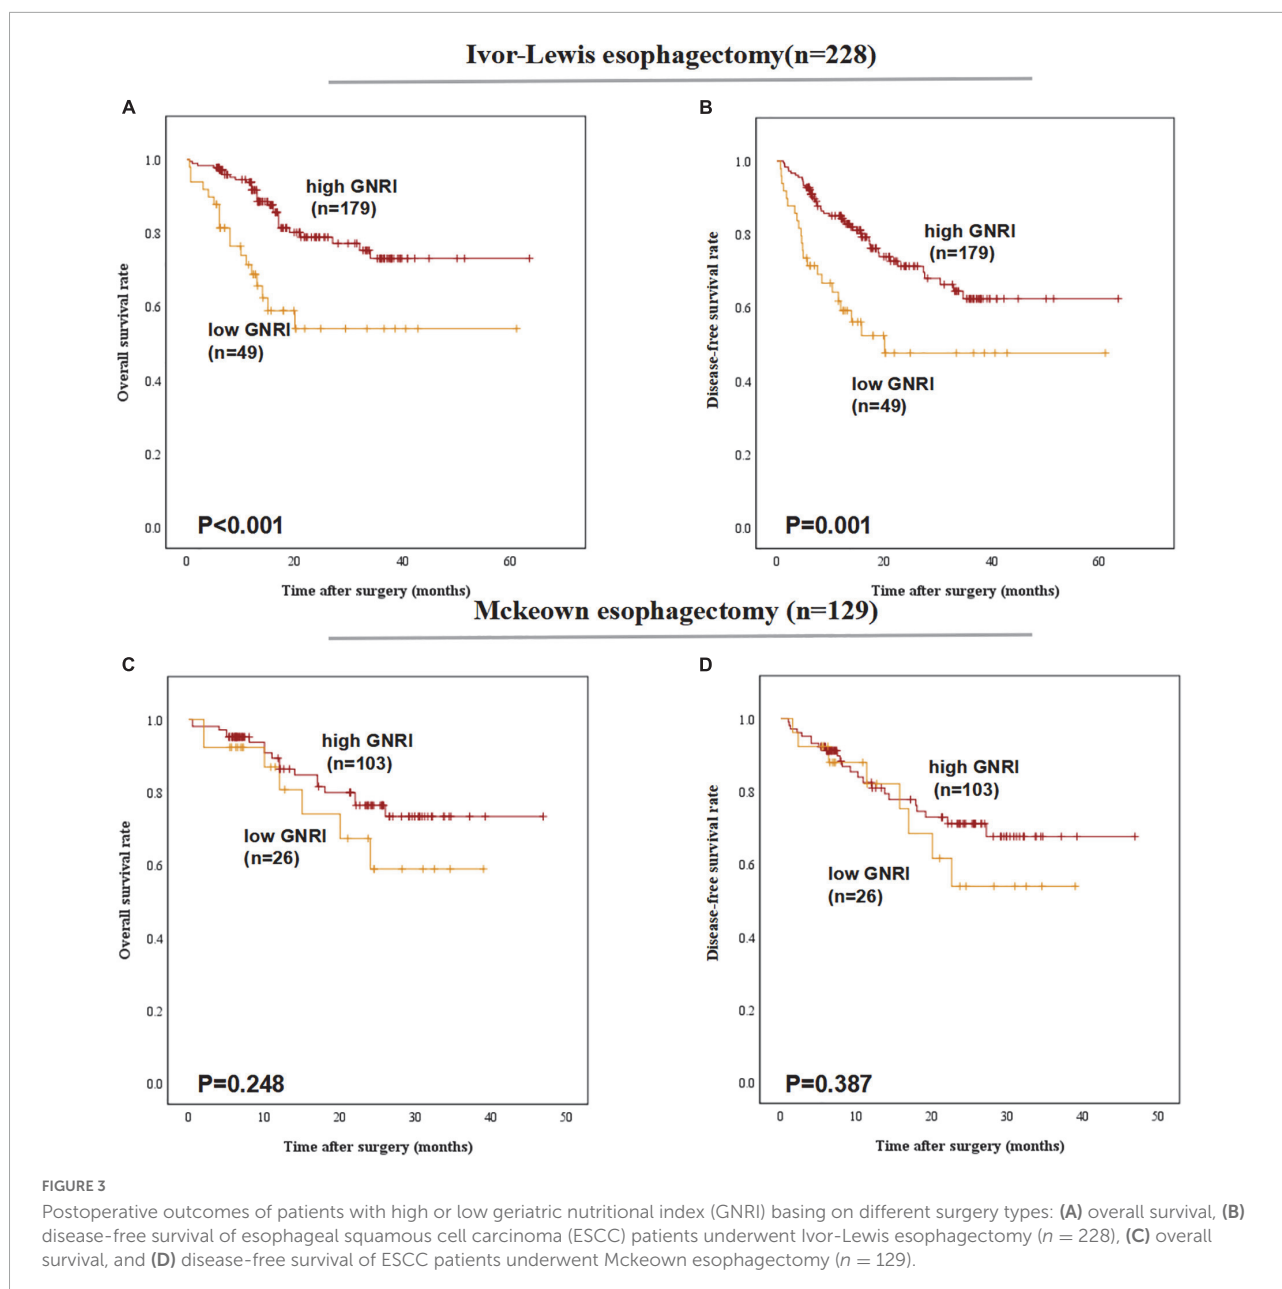 Ivor-Lewis esophagectomy(n=228)
A
Overall survival rate
1.0
0.8
0.6
0.4
0.2
0.0
high GNRI
(n=179)
low GNRI
(n=49)
P<0.001
0 20 40 60
Time after surgery (months)
B
Disease-free survival rate
1.0
0.8
0.6
0.4
0.2
0.0
high GNRI
(n=179)
low GNRI
(n=49)
P=0.001
0 20 40 60
Time after surgery (months)
Mckeown esophagectomy (n=129)
C
Overall survival rate
1.0
0.8
0.6
0.4
0.2
0.0
high GNRI
(n=103)
low GNRI
(n=26)
P=0.248
0 10 20 30 40 50
Time after surgery (months)
D
Disease-free survival rate
1.0
0.8
0.6
0.4
0.2
0.0
high GNRI
(n=103)
low GNRI
(n=26)
P=0.387
0 10 20 30 40 50
Time after surgery (months)
FIGURE 3
Postoperative outcomes of patients with high or low geriatric nutritional index (GNRI) basing on different surgery types: (A) overall survival, (B)
disease-free survival of esophageal squamous cell carcinoma (ESCC) patients underwent Ivor-Lewis esophagectomy (n = 228), (C) overall
survival, and (D) disease-free survival of ESCC patients underwent Mckeown esophagectomy (n = 129).